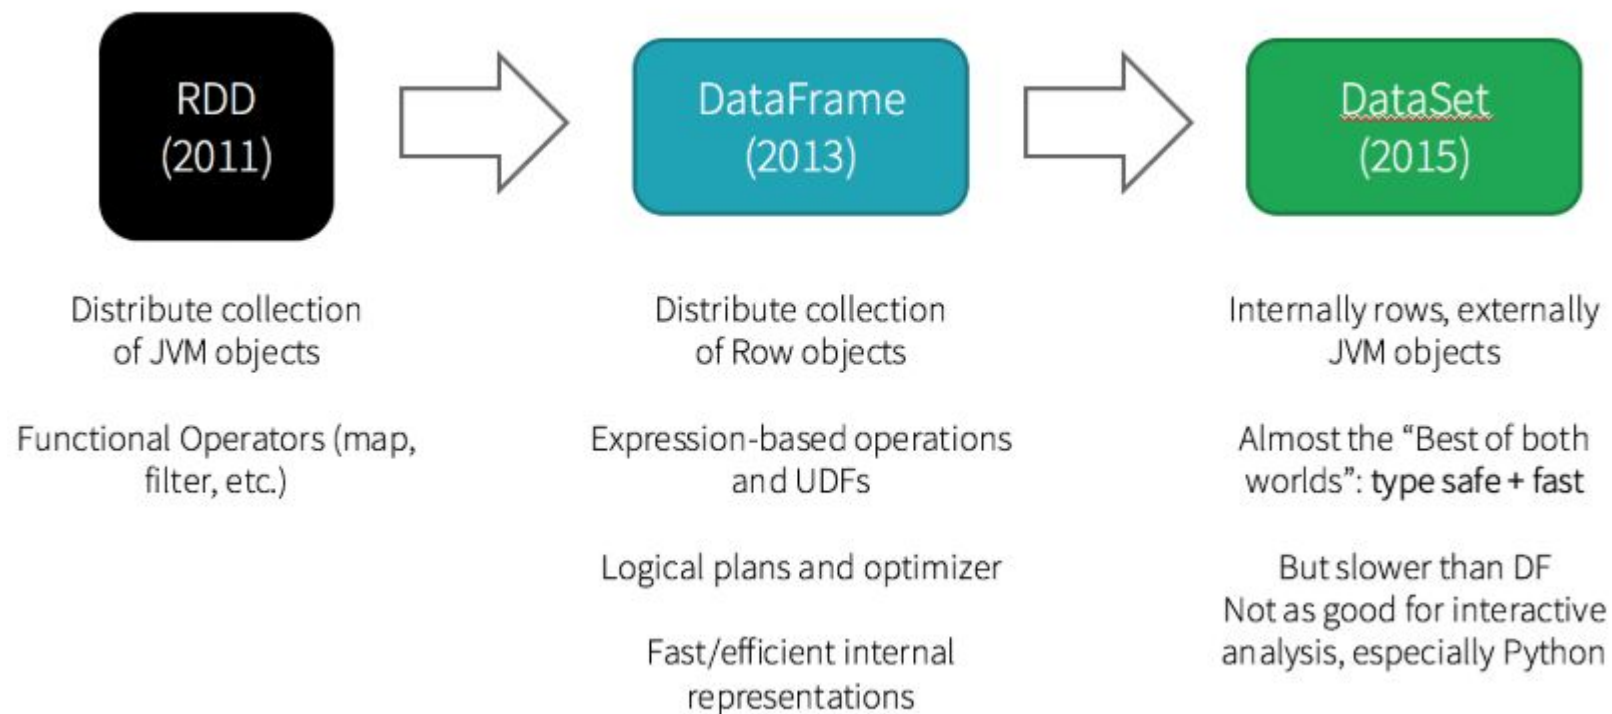 RDD
(2011)
DataFrame
(2013)
DataSet
(2015)
Distribute collection
of JVM objects
Functional Operators (map,
filter, etc.)
Distribute collection
of Row objects
Expression-based operations
and UDFs
Logical plans and optimizer
Fast/efficient internal
representations
Internally rows, externally
JVM objects
Almost the “Best of both
worlds”: type safe + fast
But slower than DF
Not as good for interactive
analysis, especially Python